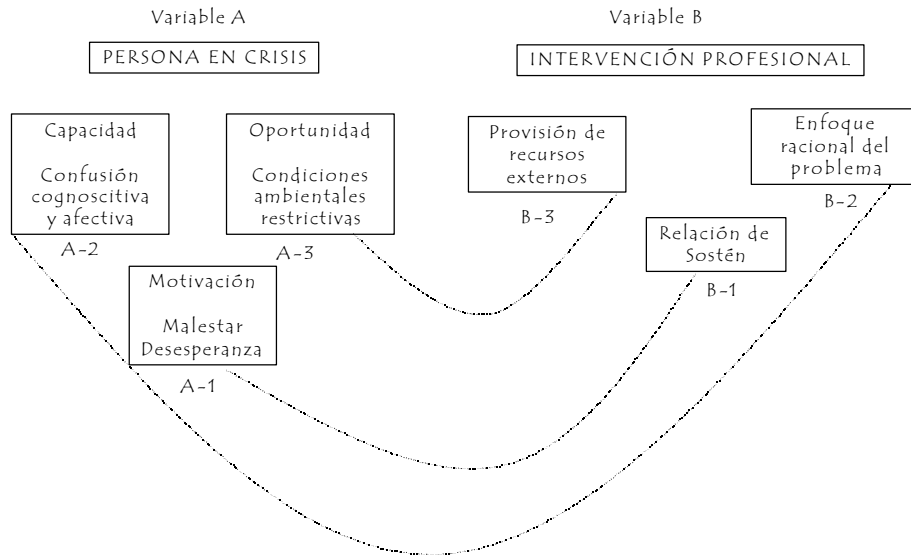 Variable A
PERSONA EN CRISIS
Capacidad
Confusión
cognoscitiva
y afectiva
A-2
Oportunidad
Condiciones
ambientales
restrictivas
A-3
Motivación
Malestar
Desesperanza
A-1
Variable B
INTERVENCIÓN PROFESIONAL
Provisión de
recursos
externos
B-3
Enfoque
racional del
problema
B-2
Relación de
Sostén
B-1